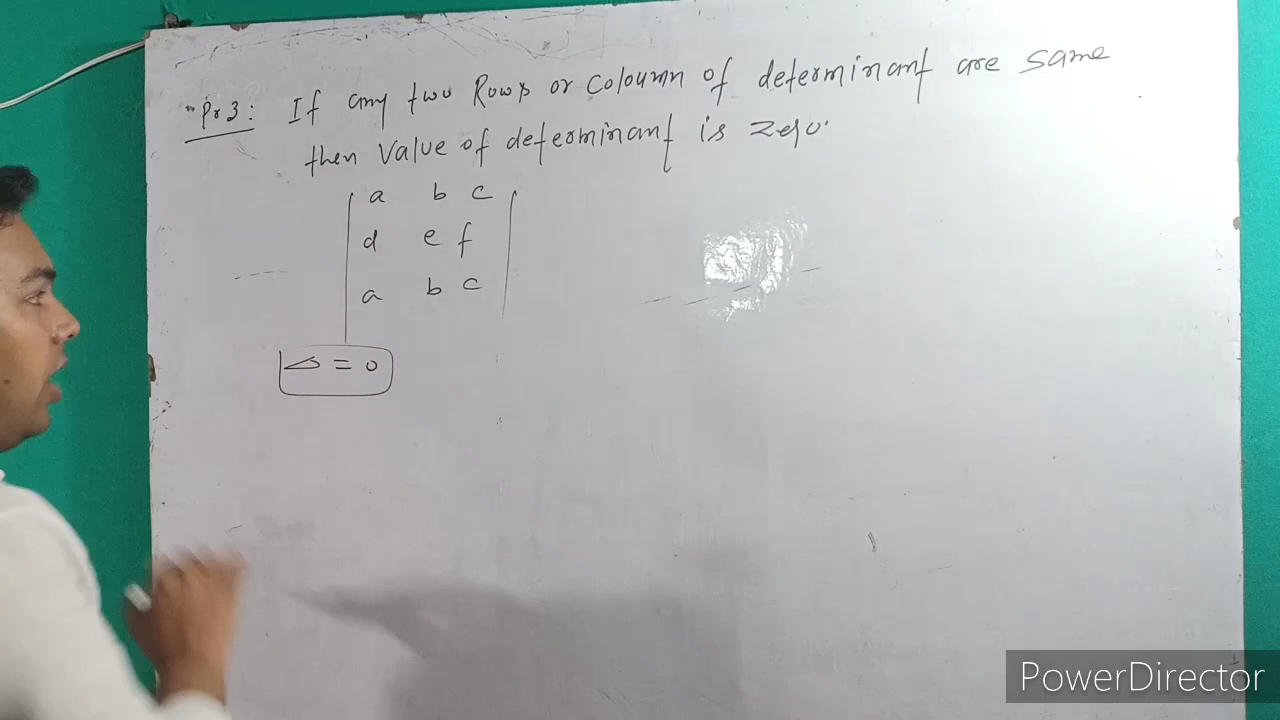 "Pr 3: If any two Rows or coloumn of determinant are same
then value of determinant is zero.
a b c
d e f
a b c
Δ = 0
PowerDirector